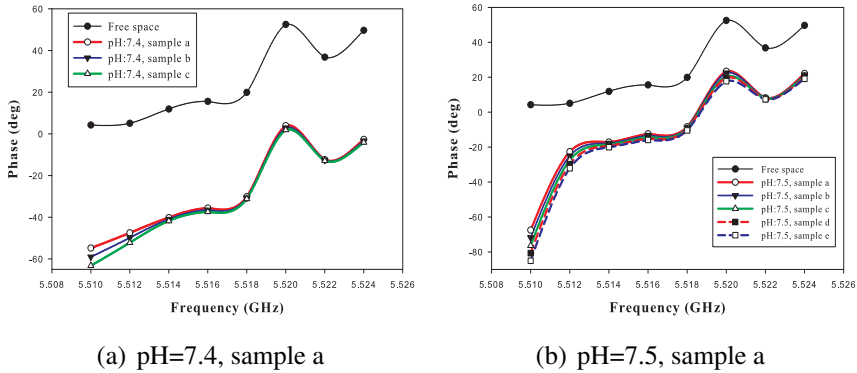 60
40
20
0
-20
-40
-60
Phase (deg)
Free space
pH:7.4, sample a
pH:7.4, sample b
pH:7.4, sample c
5.508 5.510 5.512 5.514 5.516 5.518 5.520 5.522 5.524 5.526
Frequency (GHz)
(a) pH=7.4, sample a
60
40
20
0
-20
-40
-60
-80
Phase (deg)
Free space
pH:7.5, sample a
pH:7.5, sample b
pH:7.5, sample c
pH:7.5, sample d
pH:7.5, sample e
5.508 5.510 5.512 5.514 5.516 5.518 5.520 5.522 5.524 5.526
Frequency (GHz)
(b) pH=7.5, sample a